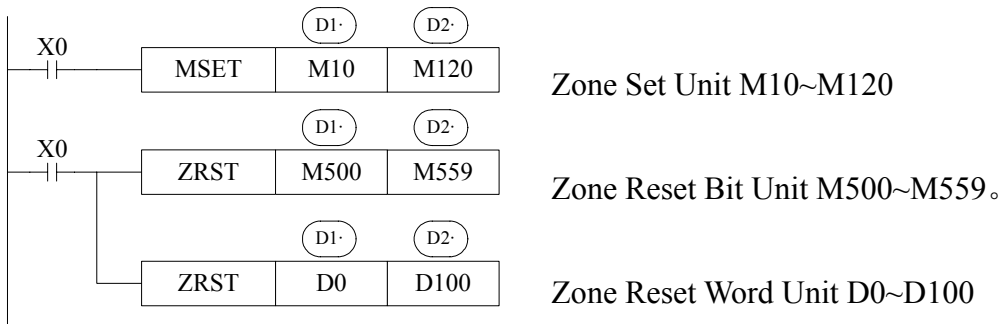 D1· D2·
X0
MSET M10 M120
Zone Set Unit M10~M120
D1· D2·
X0
ZRST M500 M559
Zone Reset Bit Unit M500~M559。
D1· D2·
ZRST D0 D100
Zone Reset Word Unit D0~D100